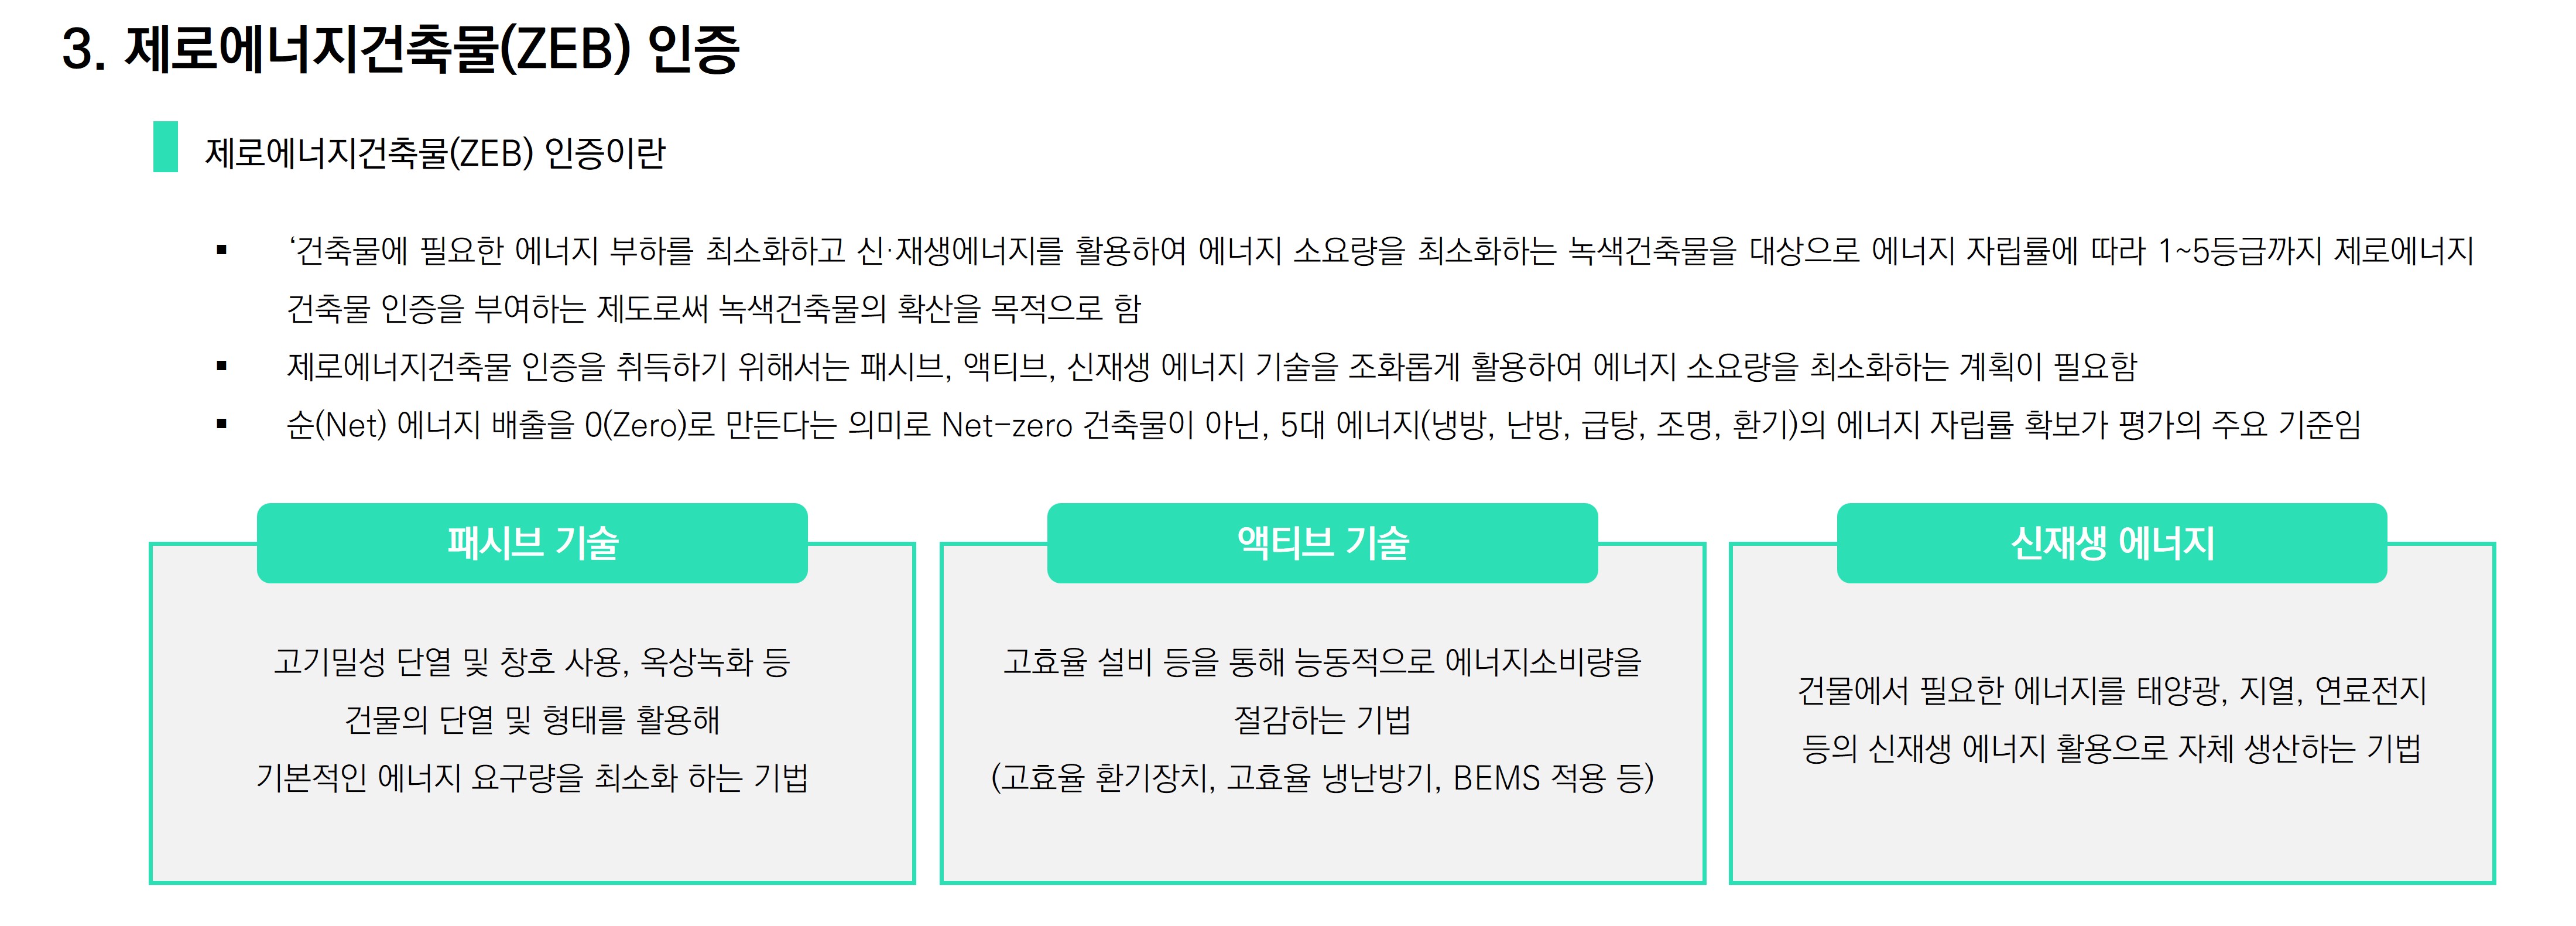 3. 제로에너지건축물(ZEB) 인증
제로에너지건축물(ZEB) 인증이란
▪ ‘건축물에 필요한 에너지 부하를 최소화하고 신·재생에너지를 활용하여 에너지 소요량을 최소화하는 녹색건축물을 대상으로 에너지 자립률에 따라 1~5등급까지 제로에너지
건축물 인증을 부여하는 제도로써 녹색건축물의 확산을 목적으로 함
▪ 제로에너지건축물 인증을 취득하기 위해서는 패시브, 액티브, 신재생 에너지 기술을 조화롭게 활용하여 에너지 소요량을 최소화하는 계획이 필요함
▪ 순(Net) 에너지 배출을 0(Zero)로 만든다는 의미로 Net-zero 건축물이 아닌, 5대 에너지(냉방, 난방, 급탕, 조명, 환기)의 에너지 자립률 확보가 평가의 주요 기준임
패시브 기술
고기밀성 단열 및 창호 사용, 옥상녹화 등
건물의 단열 및 형태를 활용해
기본적인 에너지 요구량을 최소화 하는 기법
액티브 기술
고효율 설비 등을 통해 능동적으로 에너지소비량을
절감하는 기법
(고효율 환기장치, 고효율 냉난방기, BEMS 적용 등)
신재생 에너지
건물에서 필요한 에너지를 태양광, 지열, 연료전지
등의 신재생 에너지 활용으로 자체 생산하는 기법